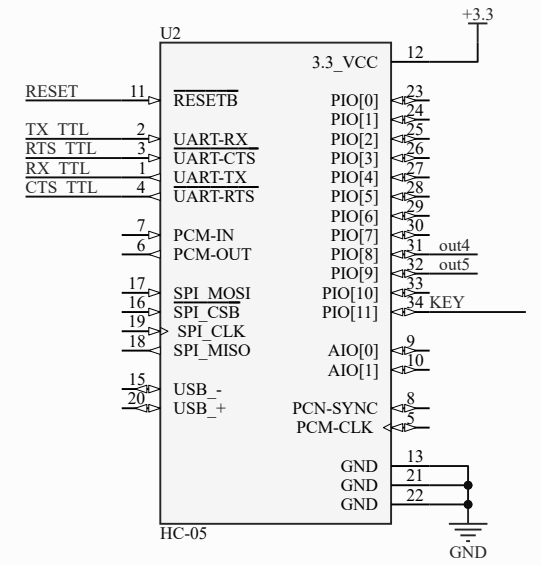 +3.3
U2
3.3_VCC 12
RESET 11 RESETB PIO[0] 23
PIO[1] 24
TX_TTL 2 UART-RX PIO[2] 25
RTS_TTL 3 UART-CTS PIO[3] 26
RX_TTL 1 UART-TX PIO[4] 27
CTS_TTL 4 UART-RTS PIO[5] 28
PIO[6] 29
7 PCM-IN PIO[7] 30
6 PCM-OUT PIO[8] 31 out4
PIO[9] 32 out5
17 SPI_MOSI PIO[10] 33
16 SPI_CSB PIO[11] 34 KEY
19 SPI_CLK
18 SPI_MISO AIO[0] 9
AIO[1] 10
15 USB_-
20 USB_+ PCN-SYNC 8
PCM-CLK 5
GND 13
GND 21
GND 22
HC-05
GND